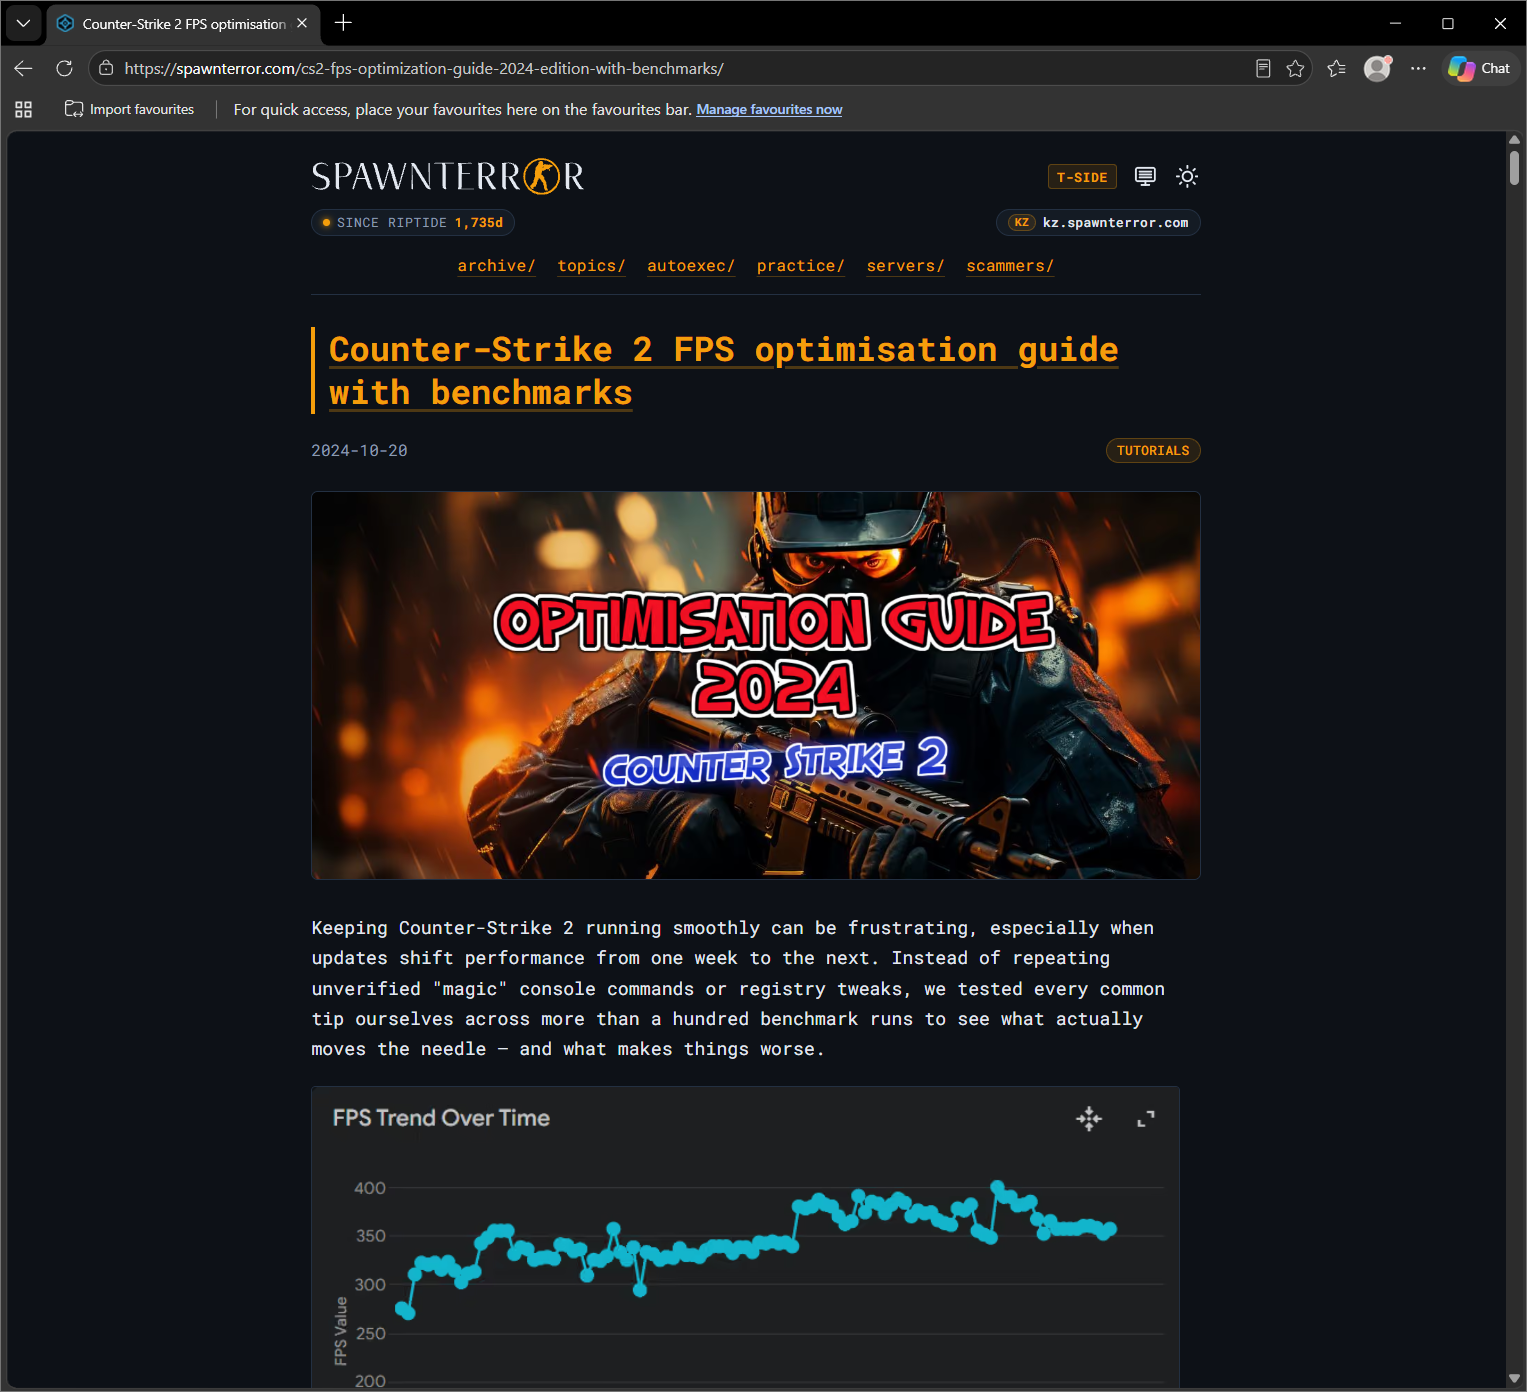 Counter-Strike 2 FPS optimisation
https://spawnterror.com/cs2-fps-optimization-guide-2024-edition-with-benchmarks/
Chat
Import favourites
For quick access, place your favourites here on the favourites bar. Manage favourites now
SPAWNTERROR
T-SIDE
SINCE RIPTIDE 1,735d
KZ kz.spawnterror.com
archive/ topics/ autoexec/ practice/ servers/ scammers/
Counter-Strike 2 FPS optimisation guide
with benchmarks
2024-10-20
TUTORIALS
OPTIMISATION GUIDE
2024
COUNTER STRIKE 2
Keeping Counter-Strike 2 running smoothly can be frustrating, especially when
updates shift performance from one week to the next. Instead of repeating
unverified "magic" console commands or registry tweaks, we tested every common
tip ourselves across more than a hundred benchmark runs to see what actually
moves the needle — and what makes things worse.
FPS Trend Over Time
400
350
300
250
200
FPS Value